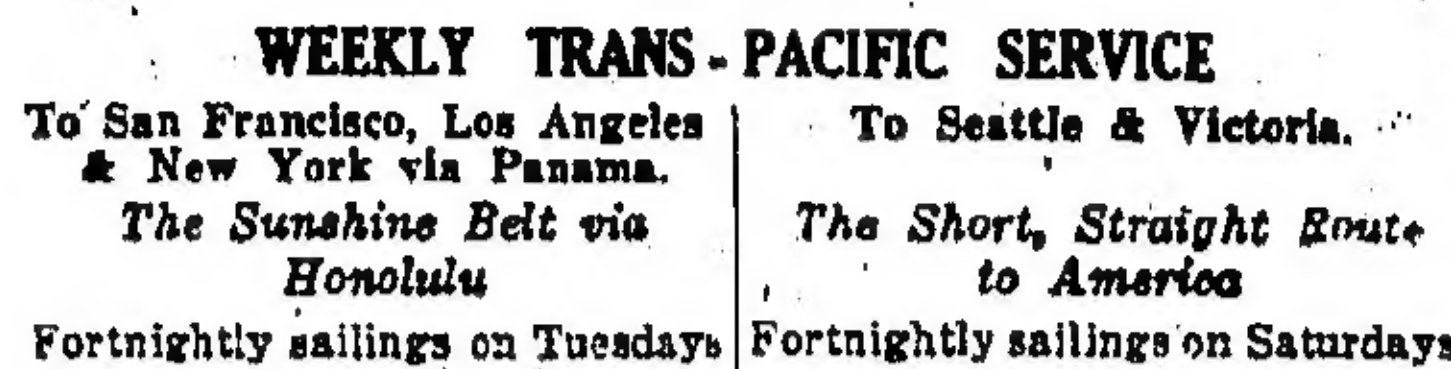 WEEKLY TRANS-PACIFIC SERVICE
To San Francisco, Los Angeles
& New York via Panama.
The Sunshine Belt via
Honolulu
Fortnightly sailings on Tuesdays
To Seattle & Victoria.
The Short, Straight Route
to America
Fortnightly sailings on Saturdays